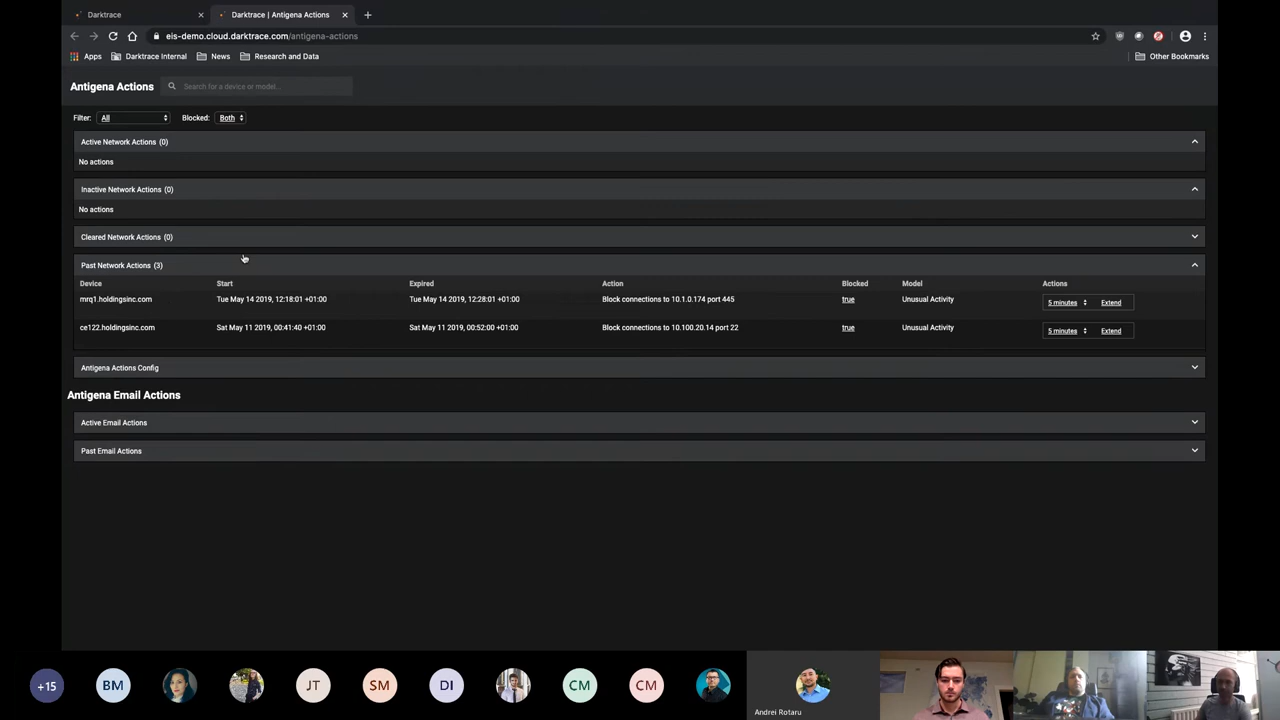 Darktrace
Darktrace | Antigena Actions
eis-demo.cloud.darktrace.com/antigena-actions
Apps Darktrace Internal News Research and Data Other Bookmarks
Antigena Actions Search for a device or model...
Filter: All Blocked: Both
Active Network Actions (0)
No actions
Inactive Network Actions (0)
No actions
Cleared Network Actions (0)
Past Network Actions (3)
Device Start Expired Action Blocked Model Actions
mrq1.holdingsinc.com Tue May 14 2019, 12:18:01 +01:00 Tue May 14 2019, 12:28:01 +01:00 Block connections to 10.1.0.174 port 445 true Unusual Activity 5 minutes Extend
ce122.holdingsinc.com Sat May 11 2019, 00:41:40 +01:00 Sat May 11 2019, 00:52:00 +01:00 Block connections to 10.100.20.14 port 22 true Unusual Activity 5 minutes Extend
Antigena Actions Config
Antigena Email Actions
Active Email Actions
Past Email Actions
+15 BM JT SM DI CM CM
Andrei Rotaru